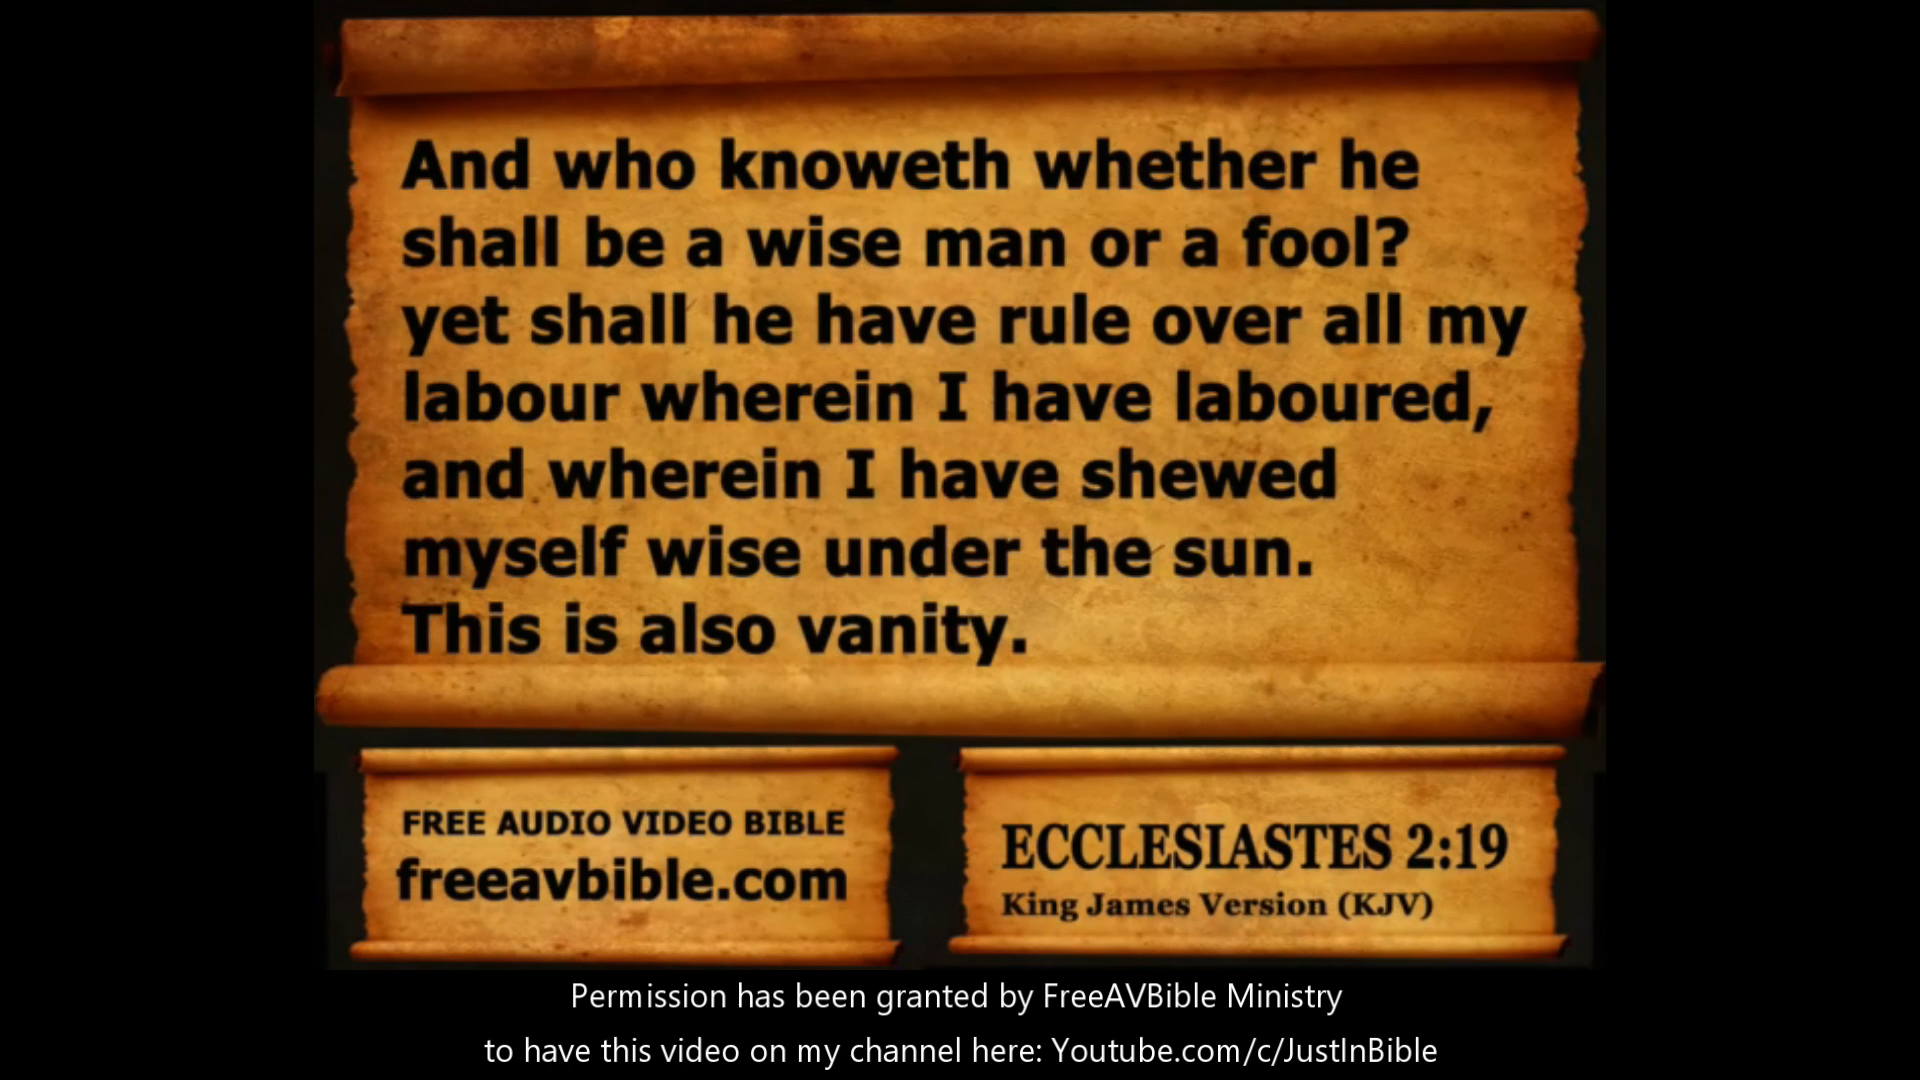 And who knoweth whether he
shall be a wise man or a fool?
yet shall he have rule over all my
labour wherein I have laboured,
and wherein I have shewed
myself wise under the sun.
This is also vanity.
FREE AUDIO VIDEO BIBLE
freeavbible.com
ECCLESIASTES 2:19
King James Version (KJV)
Permission has been granted by FreeAVBible Ministry
to have this video on my channel here: Youtube.com/c/JustInBible